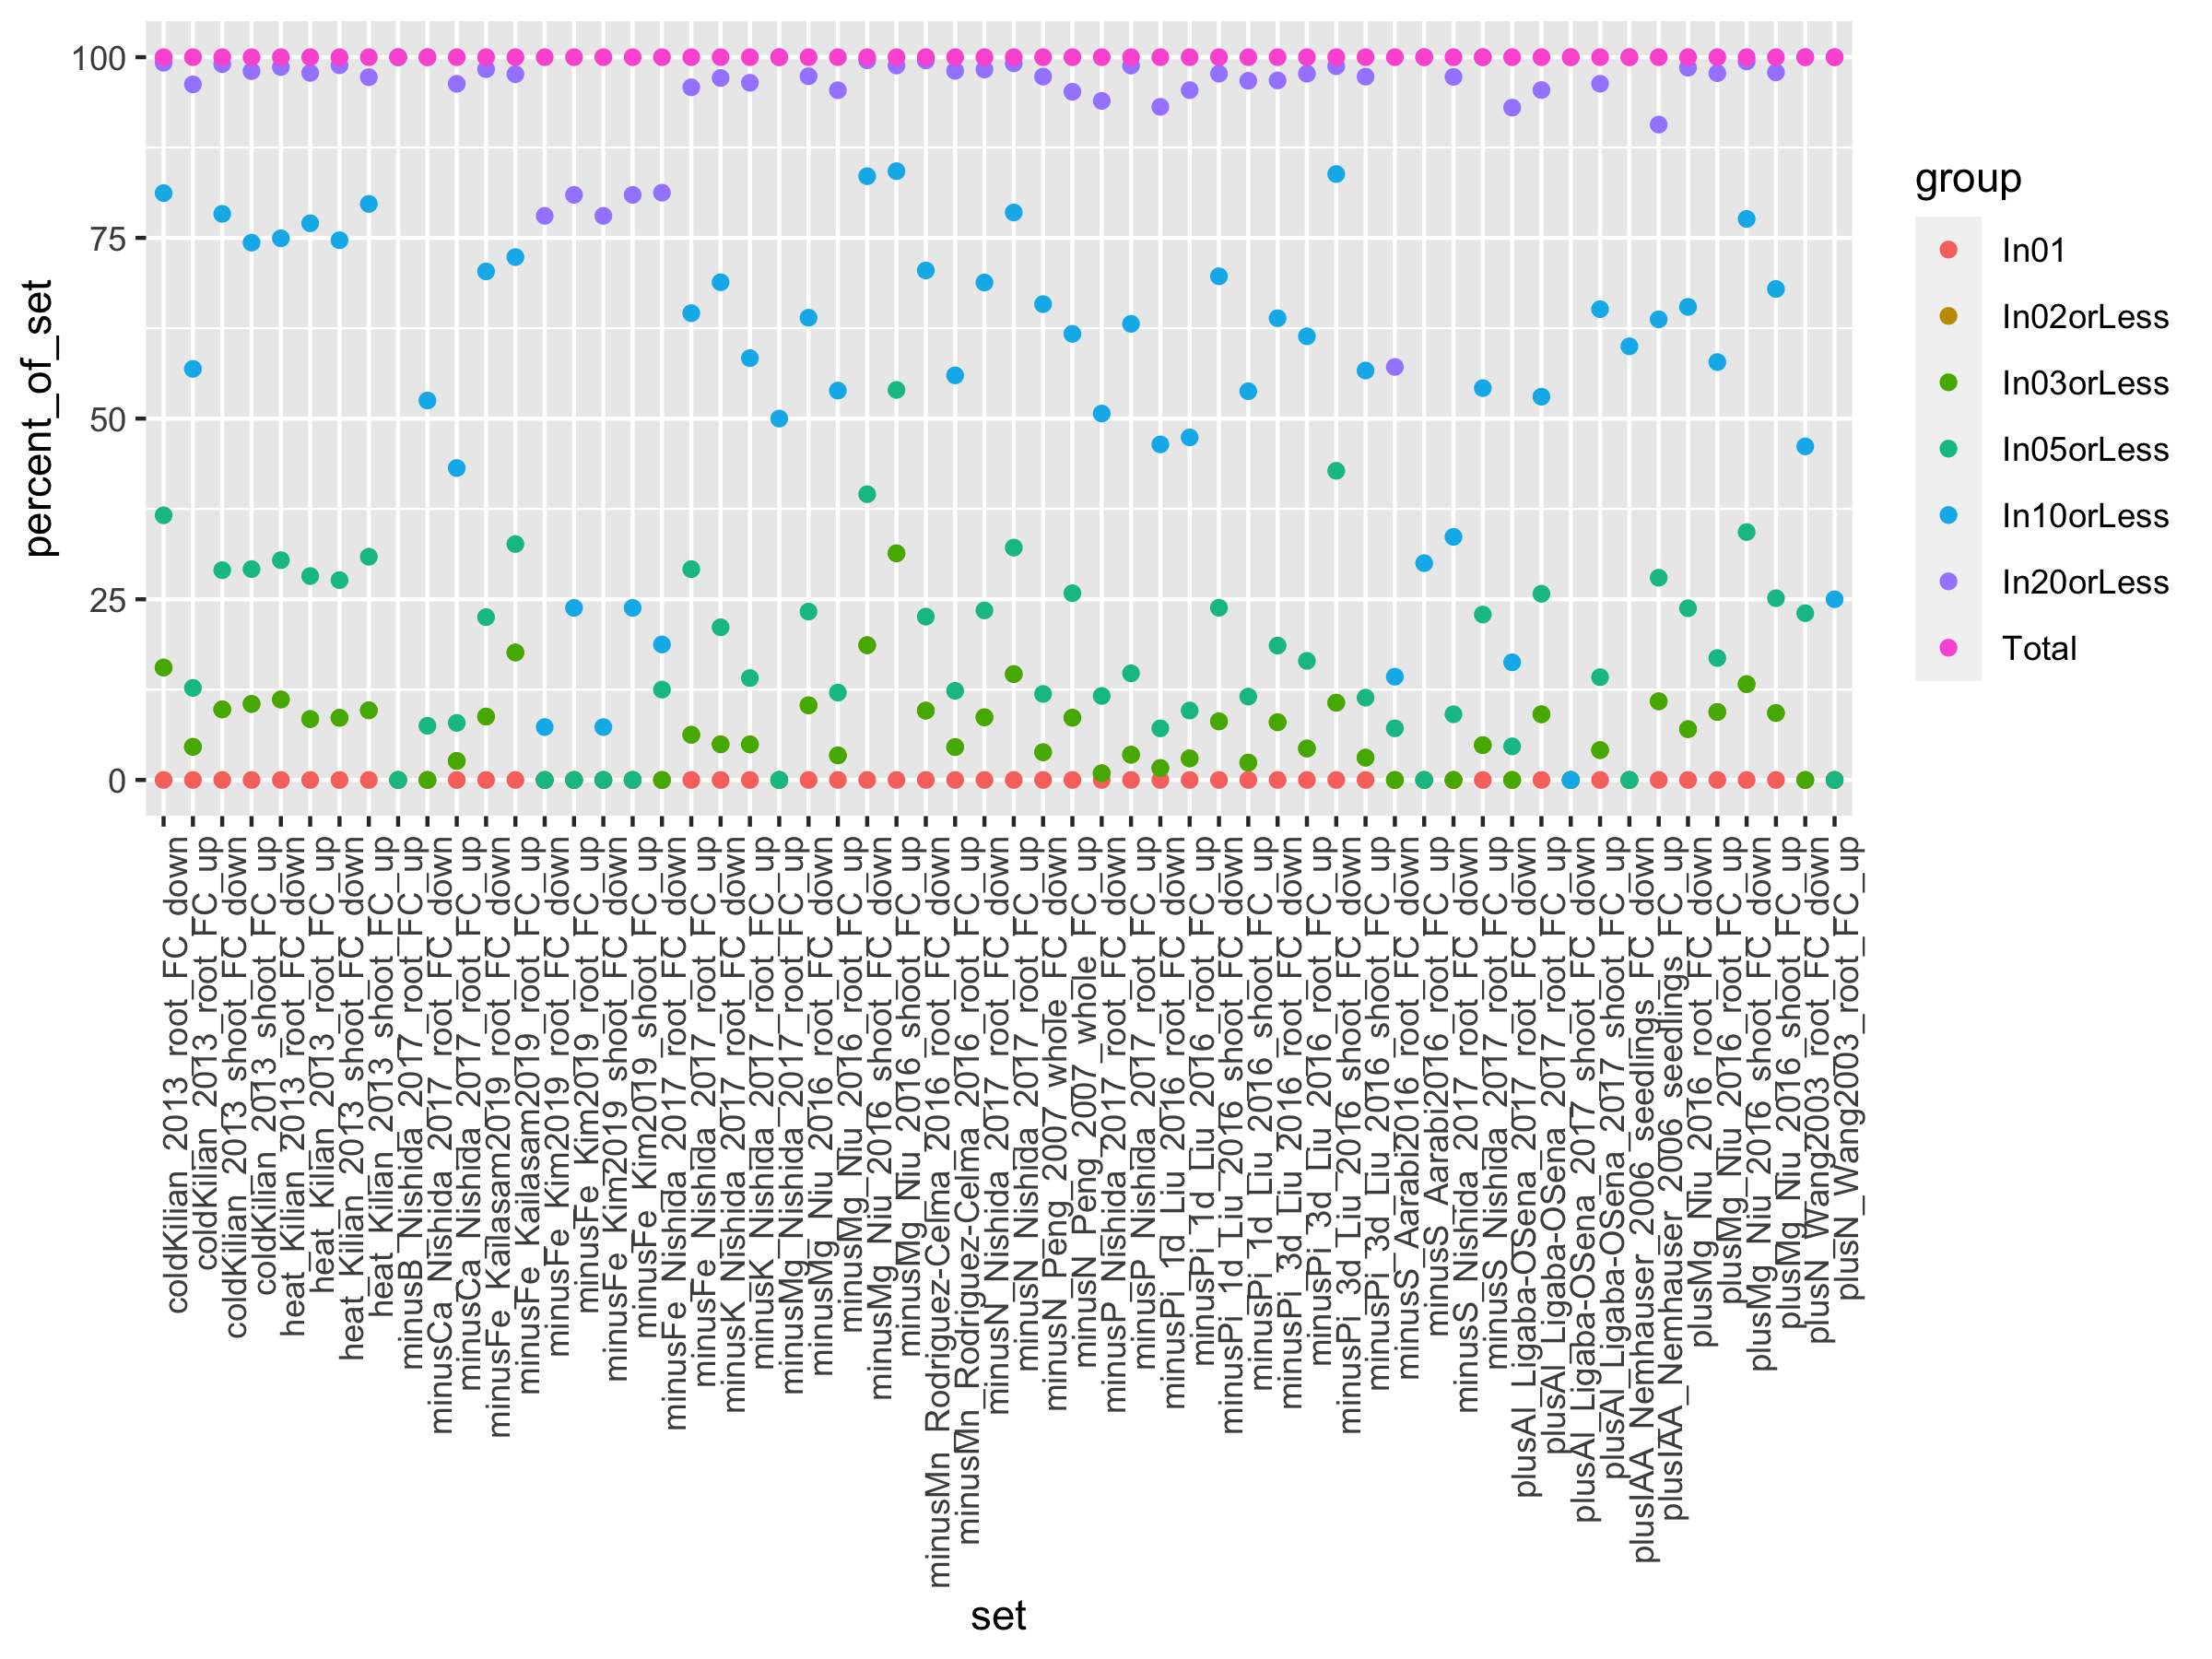 percent_of_set
100
75
50
25
0
coldKilian_2013_root_FC_down
coldKilian_2013_root_FC_up
coldKilian_2013_shoot_FC_down
coldKilian_2013_shoot_FC_up
heat_Kilian_2013_root_FC_down
heat_Kilian_2013_root_FC_up
heat_Kilian_2013_shoot_FC_down
heat_Kilian_2013_shoot_FC_up
minusB_Nishida_2017_root_FC_up
minusCa_Nishida_2017_root_FC_down
minusCa_Nishida_2017_root_FC_up
minusFe_Kailasam2019_root_FC_down
minusFe_Kailasam2019_root_FC_up
minusFe_Kim2019_root_FC_down
minusFe_Kim2019_root_FC_up
minusFe_Kim2019_shoot_FC_down
minusFe_Kim2019_shoot_FC_up
minusFe_Nishida_2017_root_FC_down
minusFe_Nishida_2017_root_FC_up
minusK_Nishida_2017_root_FC_down
minusK_Nishida_2017_root_FC_up
minusMg_Nishida_2017_root_FC_up
minusMg_Niu_2016_root_FC_down
minusMg_Niu_2016_root_FC_up
minusMg_Niu_2016_shoot_FC_down
minusMg_Niu_2016_shoot_FC_up
minusMn_Rodriguez-Celma_2016_root_FC_down
minusMn_Rodriguez-Celma_2016_root_FC_up
minusN_Nishida_2017_root_FC_down
minusN_Nishida_2017_root_FC_up
minusN_Peng_2007_whole_FC_down
minusN_Peng_2007_whole_FC_up
minusP_Nishida_2017_root_FC_down
minusP_Nishida_2017_root_FC_up
minusPi_1d_Liu_2016_root_FC_down
minusPi_1d_Liu_2016_root_FC_up
minusPi_1d_Liu_2016_shoot_FC_down
minusPi_1d_Liu_2016_shoot_FC_up
minusPi_3d_Liu_2016_root_FC_down
minusPi_3d_Liu_2016_root_FC_up
minusPi_3d_Liu_2016_shoot_FC_down
minusPi_3d_Liu_2016_shoot_FC_up
minusS_Aarabi2016_root_FC_down
minusS_Aarabi2016_root_FC_up
minusS_Nishida_2017_root_FC_down
minusS_Nishida_2017_root_FC_up
plusAl_Ligaba-OSena_2017_root_FC_down
plusAl_Ligaba-OSena_2017_root_FC_up
plusAl_Ligaba-OSena_2017_shoot_FC_down
plusAl_Ligaba-OSena_2017_shoot_FC_up
plusIAA_Nemhauser_2006_seedlings_FC_down
plusIAA_Nemhauser_2006_seedlings_FC_up
plusMg_Niu_2016_root_FC_down
plusMg_Niu_2016_root_FC_up
plusMg_Niu_2016_shoot_FC_down
plusMg_Niu_2016_shoot_FC_up
plusN_Wang2003_root_FC_down
plusN_Wang2003_root_FC_up
set
group
In01
In02orLess
In03orLess
In05orLess
In10orLess
In20orLess
Total